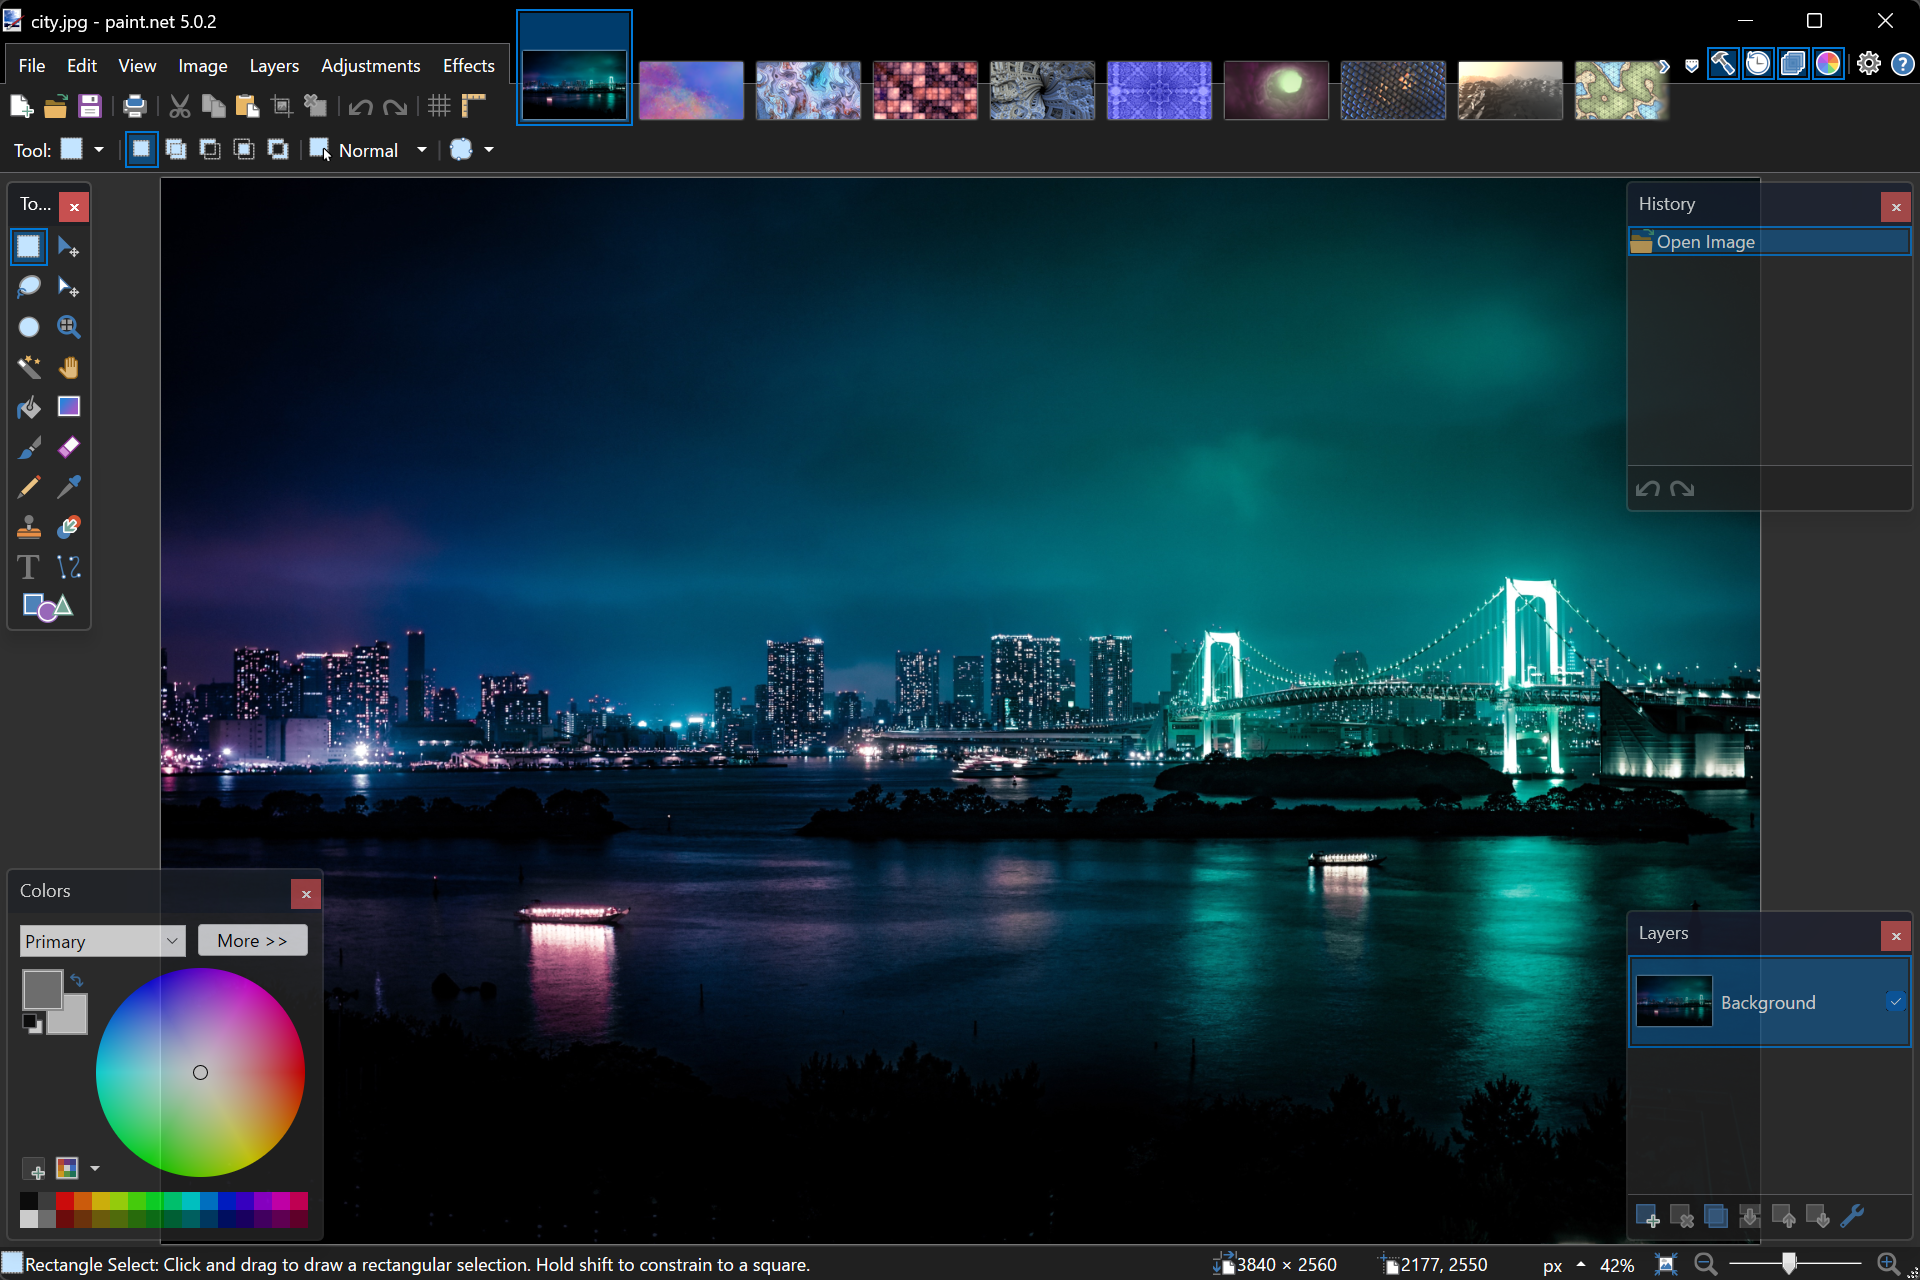 city.jpg - paint.net 5.0.2
File Edit View Image Layers Adjustments Effects
Tool: Normal
To...
History
Open Image
Colors
Primary More >>
Layers
Background
Rectangle Select: Click and drag to draw a rectangular selection. Hold shift to constrain to a square. 3840 × 2560 2177, 2550 px 42%